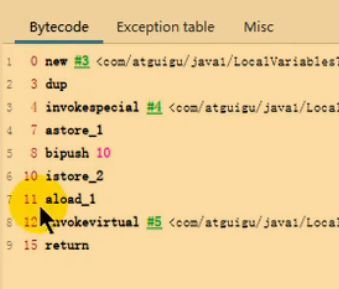 Bytecode Exception table Misc
1 0 new #3 <com/atguigu/java1/LocalVariables
2 3 dup
3 4 invokespecial #4 <com/atguigu/java1/Local
4 7 astore_1
5 8 bipush 10
6 10 istore_2
7 11 aload_1
8 12 invokevirtual #5 <com/atguigu/java1/Local
9 15 return